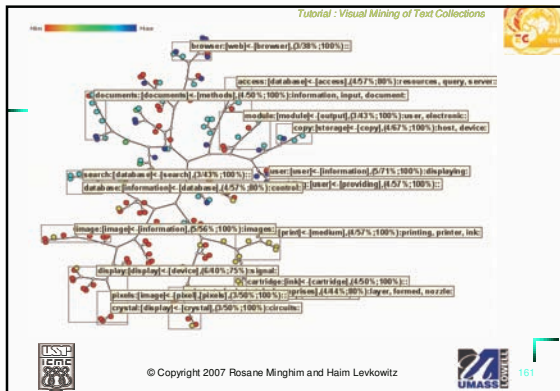 Tutorial : Visual Mining of Text Collections
browser:[web]<-[browser],(3/38%;100%)::
access:[database]<-[access],(4/57%;80%):resources, query, server::
documents:[documents]<-[methods],(4/50%;100%):information, input, document:
module:[module]<-[output],(3/43%;100%):user, electronic:
copy:[storage]<-[copy],(4/67%;100%):host, device:
search:[database]<-[search],(3/43%;100%)::
user:[user]<-[information],(5/71%;100%):displaying:
database:[information]<-[database],(4/57%;80%):control:
:[user]<-[providing],(4/57%;100%)::
image:[image]<-[information],(5/56%;100%):images:
[print]<-[medium],(4/57%;100%):printing, printer, ink:
display:[display]<-[device],(6/40%;75%):signal:
cartridge:[ink]<-[cartridge],(4/50%;100%)::
prises],(4/44%;80%):layer, formed, nozzle:
pixels:[image]<-[pixel],[pixels],(3/50%;100%)::
crystal:[display]<-[crystal],(3/50%;100%):circuits:
© Copyright 2007 Rosane Minghim and Haim Levkowitz
161
USP
ICMC
UMASS
LOWELL